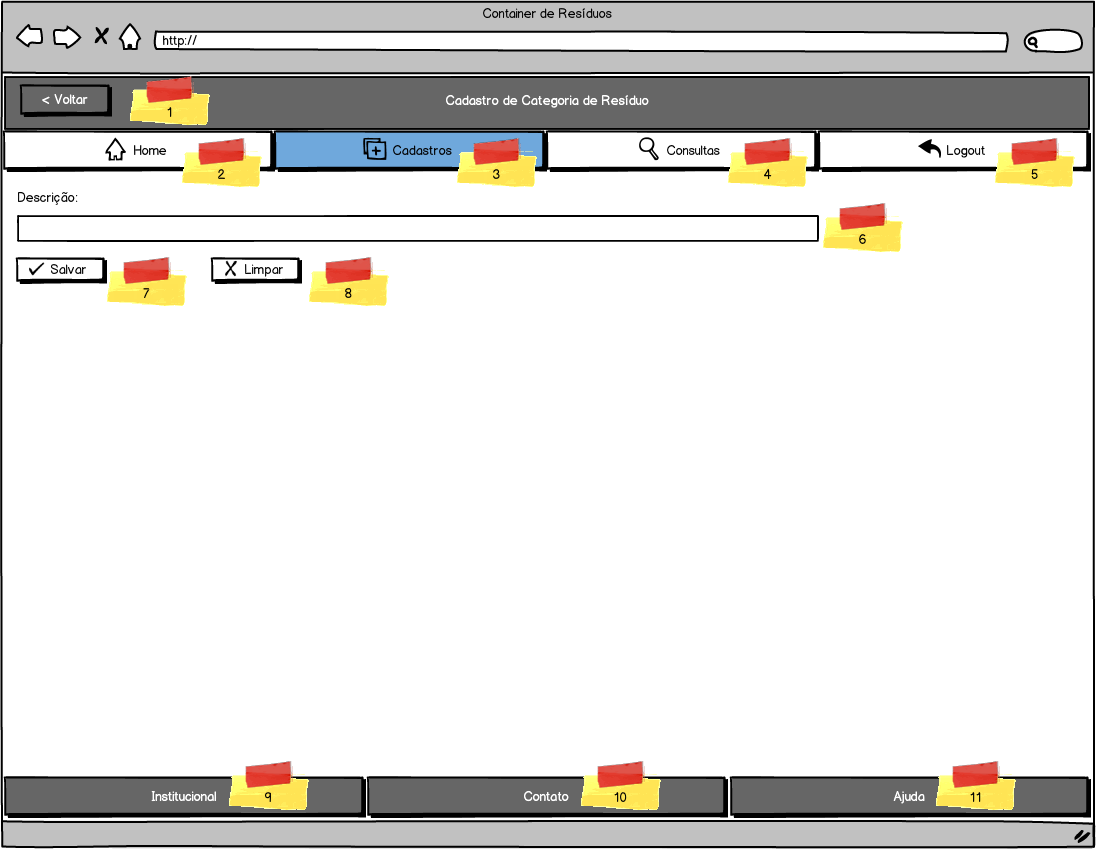 Container de Resíduos
http://
< Voltar
1
Cadastro de Categoria de Resíduo
Home
2
Cadastros
3
Consultas
4
Logout
5
Descrição:
6
Salvar
7
Limpar
8
Institucional
9
Contato
10
Ajuda
11